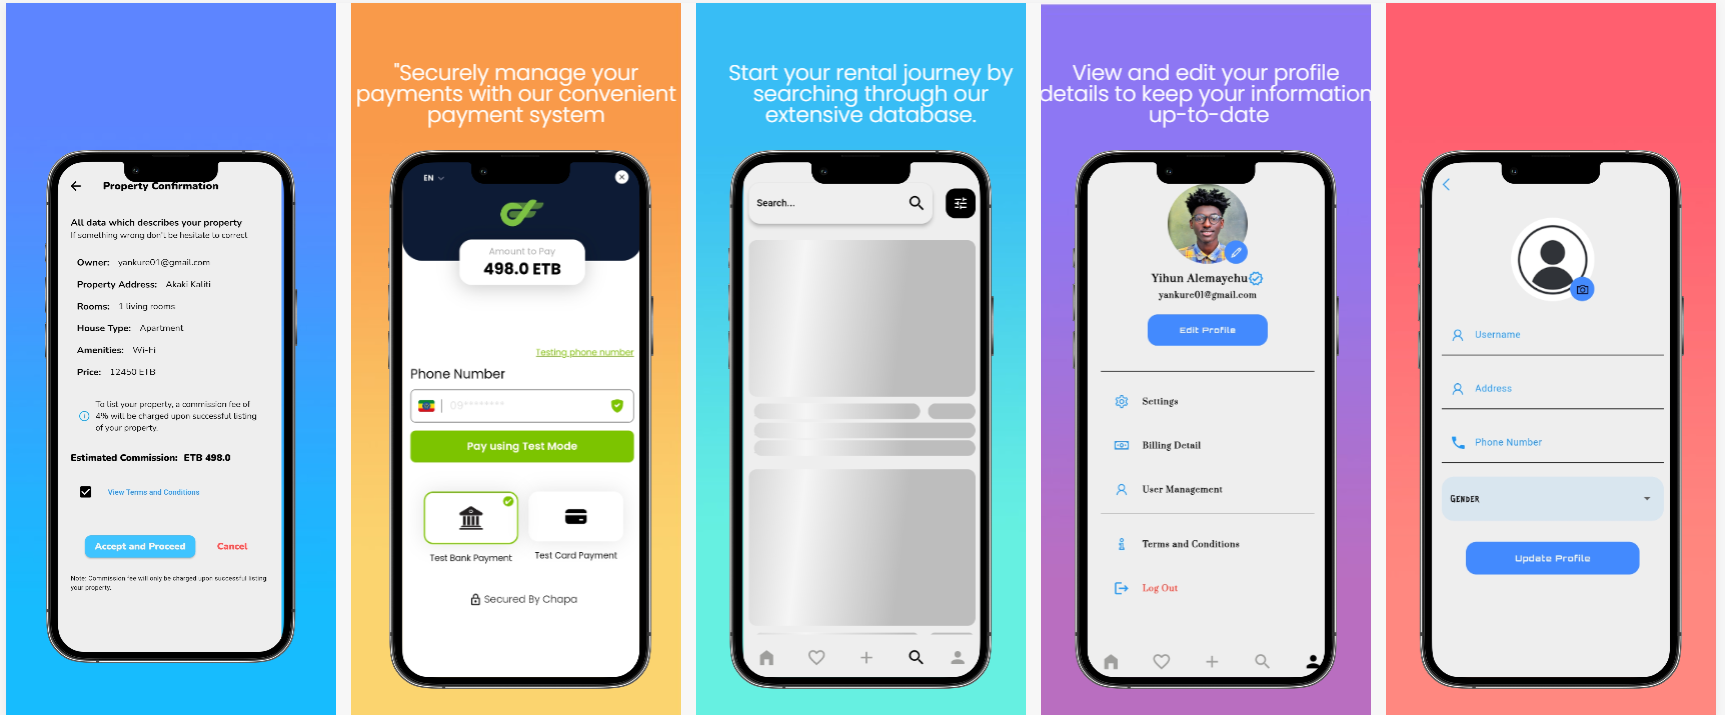 Property Confirmation
All data which describes your property
If something wrong don't be hesitate to correct
Owner: yankure01@gmail.com
Property Address: Akaki Kaliti
Rooms: 1 living rooms
House Type: Apartment
Amenities: Wi-Fi
Price: 12450 ETB
To list your property, a commission fee of
4% will be charged upon successful listing
of your property.
Estimated Commission: ETB 498.0
View Terms and Conditions
Accept and Proceed
Cancel
Note: Commission fee will only be charged upon successful listing
your property.
"Securely manage your
payments with our convenient
payment system
EN
Amount to Pay
498.0 ETB
Testing phone number
Phone Number
09********
Pay using Test Mode
Test Bank Payment
Test Card Payment
Secured By Chapa
Start your rental journey by
searching through our
extensive database.
Search...
View and edit your profile
details to keep your information
up-to-date
Yihun Alemayehu
yankure01@gmail.com
Edit Profile
Settings
Billing Detail
User Management
Terms and Conditions
Log Out
Username
Address
Phone Number
Gender
Update Profile